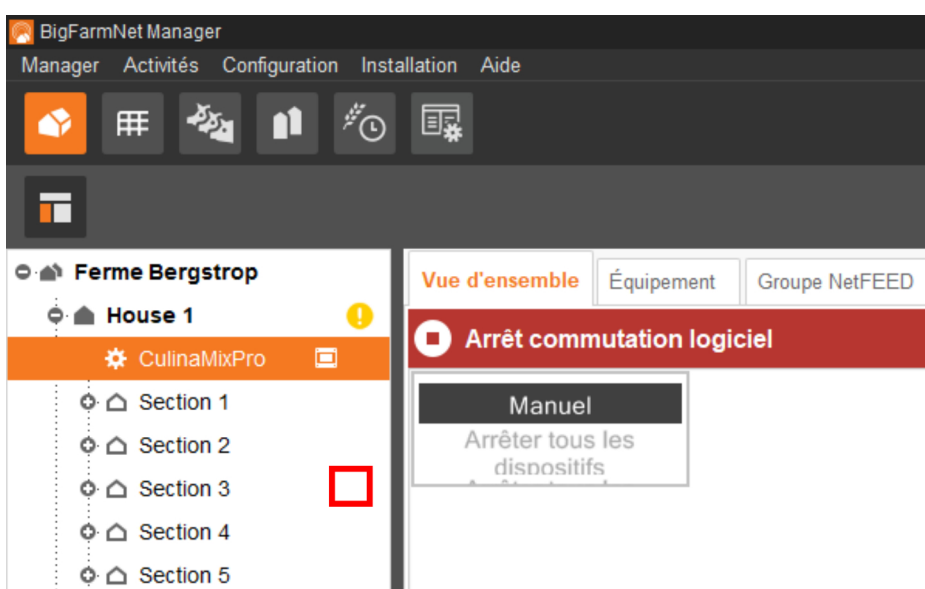 BigFarmNet Manager
Manager Activités Configuration Installation Aide
Ferme Bergstrop
House 1
CulinaMixPro
Section 1
Section 2
Section 3
Section 4
Section 5
Vue d'ensemble Équipement Groupe NetFEED
Arrêt commutation logiciel
Manuel
Arrêter tous les
dispositifs